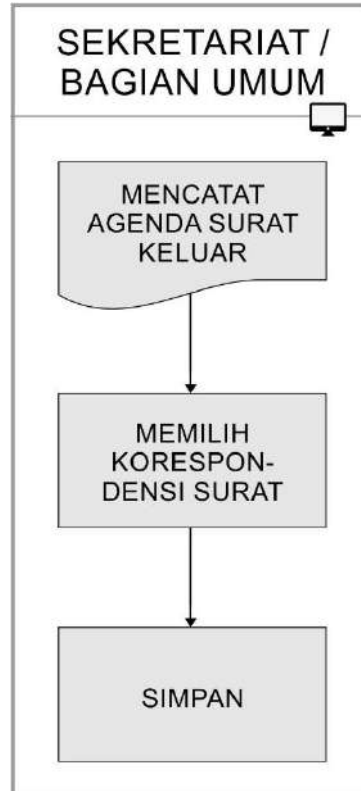 SEKRETARIAT /
BAGIAN UMUM
MENCATAT
AGENDA SURAT
KELUAR
MEMILIH
KORESPON-
DENSI SURAT
SIMPAN